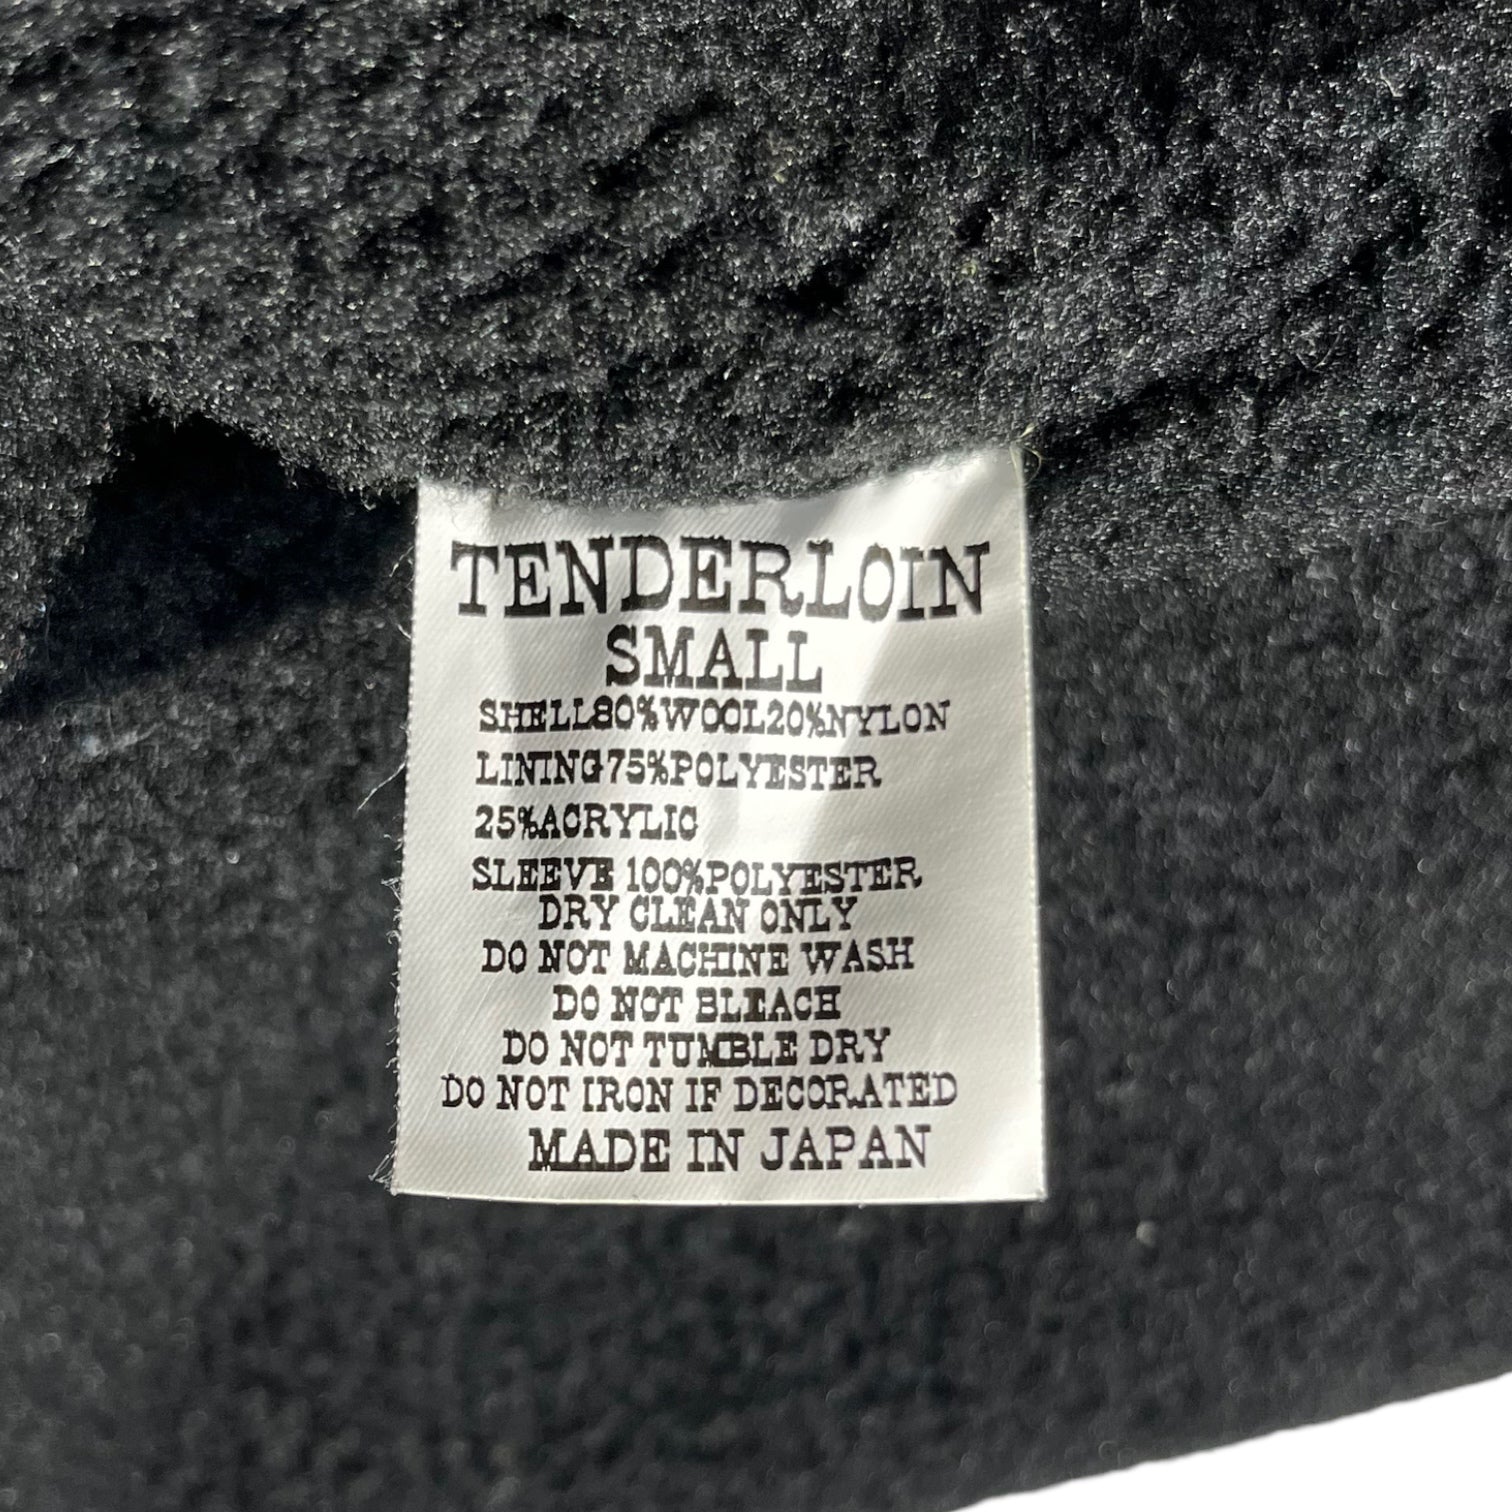 TENDERLOIN
SMALL
SHELL80%WOOL20%NYLON
LINING75%POLYESTER
25%ACRYLIC
SLEEVE 100%POLYESTER
DRY CLEAN ONLY
DO NOT MACHINE WASH
DO NOT BLEACH
DO NOT TUMBLE DRY
DO NOT IRON IF DECORATED
MADE IN JAPAN